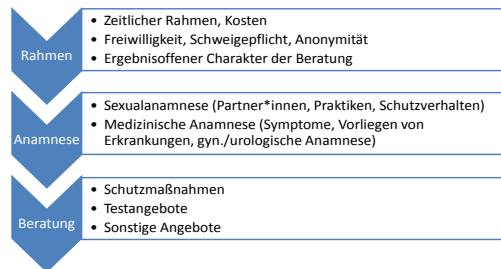 Rahmen
• Zeitlicher Rahmen, Kosten
• Freiwilligkeit, Schweigepflicht, Anonymität
• Ergebnisoffener Charakter der Beratung
Anamnese
• Sexualanamnese (Partner*innen, Praktiken, Schutzverhalten)
• Medizinische Anamnese (Symptome, Vorliegen von
Erkrankungen, gyn./urologische Anamnese)
Beratung
• Schutzmaßnahmen
• Testangebote
• Sonstige Angebote